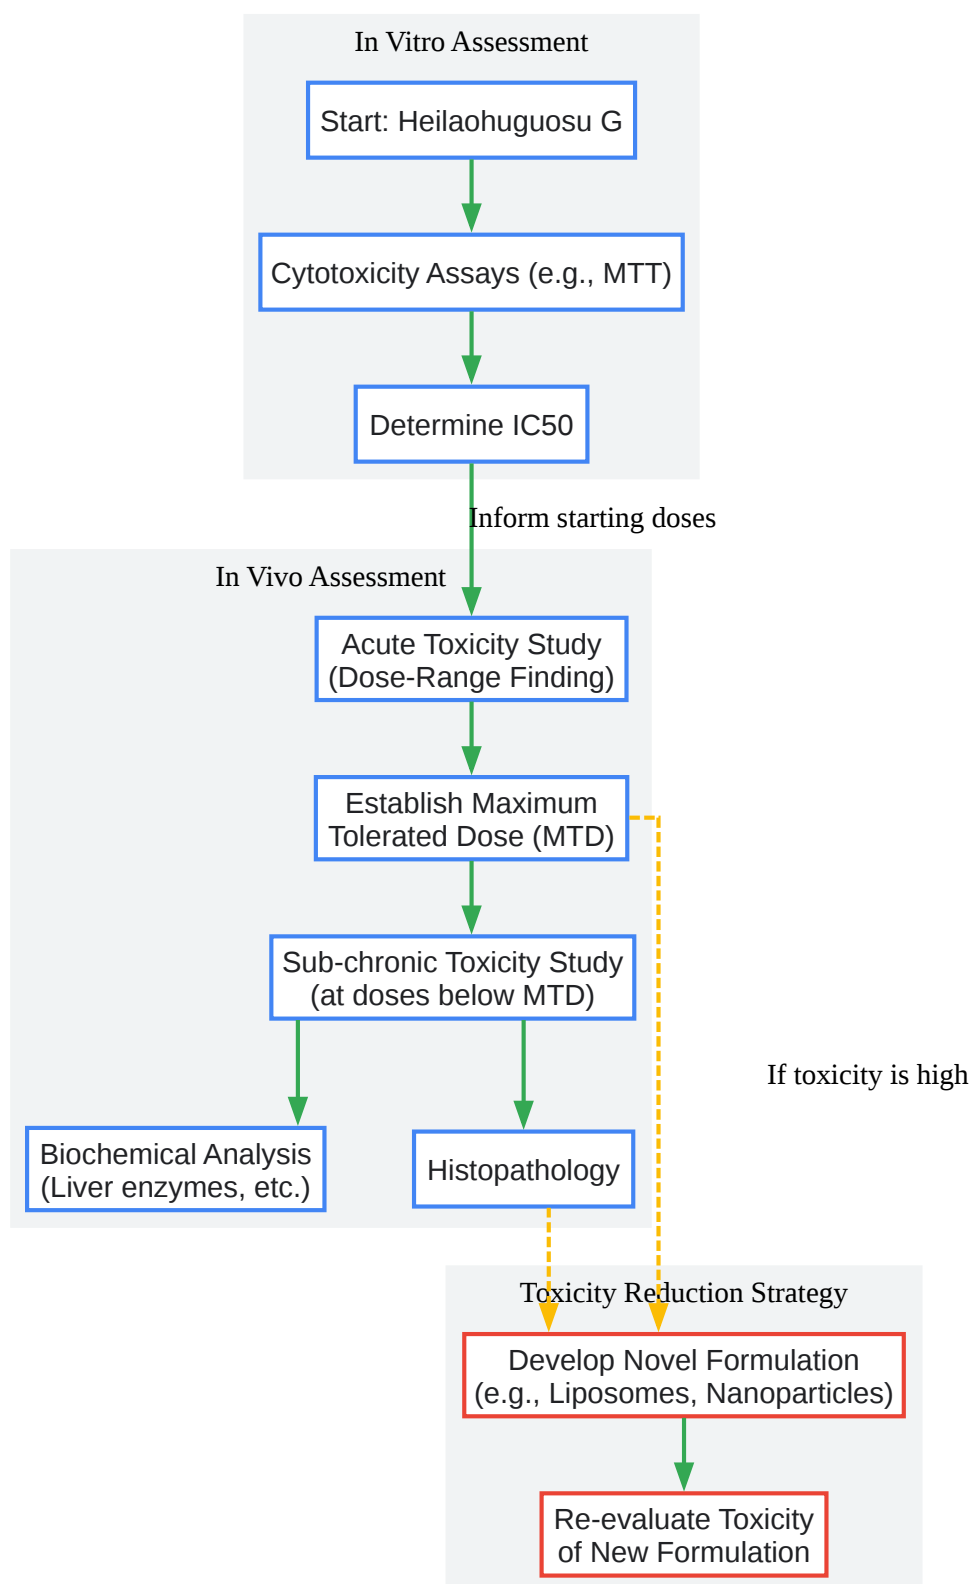 In Vitro Assessment
Start: Heilaohuguosu G
Cytotoxicity Assays (e.g., MTT)
Determine IC50
Inform starting doses
In Vivo Assessment
Acute Toxicity Study
(Dose-Range Finding)
Establish Maximum
Tolerated Dose (MTD)
Sub-chronic Toxicity Study
(at doses below MTD)
If toxicity is high
Biochemical Analysis
(Liver enzymes, etc.)
Histopathology
Toxicity Reduction Strategy
Develop Novel Formulation
(e.g., Liposomes, Nanoparticles)
Re-evaluate Toxicity
of New Formulation